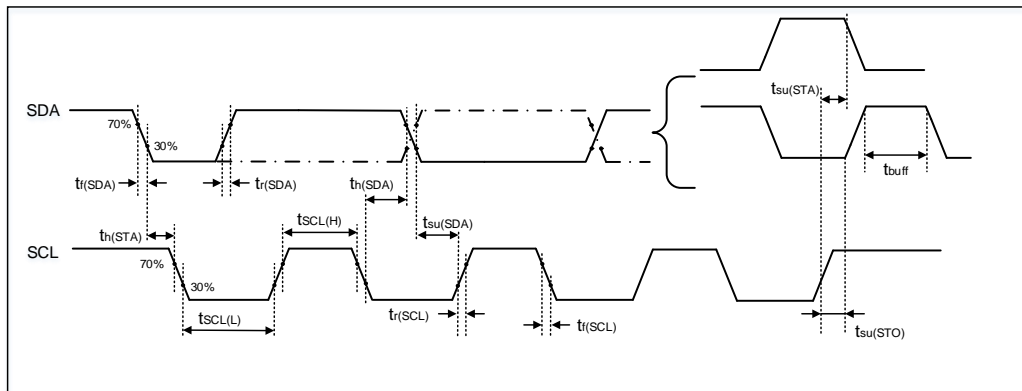 tsu(STA)
SDA
70%
30%
tf(SDA)
tr(SDA)
th(SDA)
tbuff
tSCL(H)
tsu(SDA)
th(STA)
SCL
70%
30%
tSCL(L)
tr(SCL)
tf(SCL)
tsu(STO)